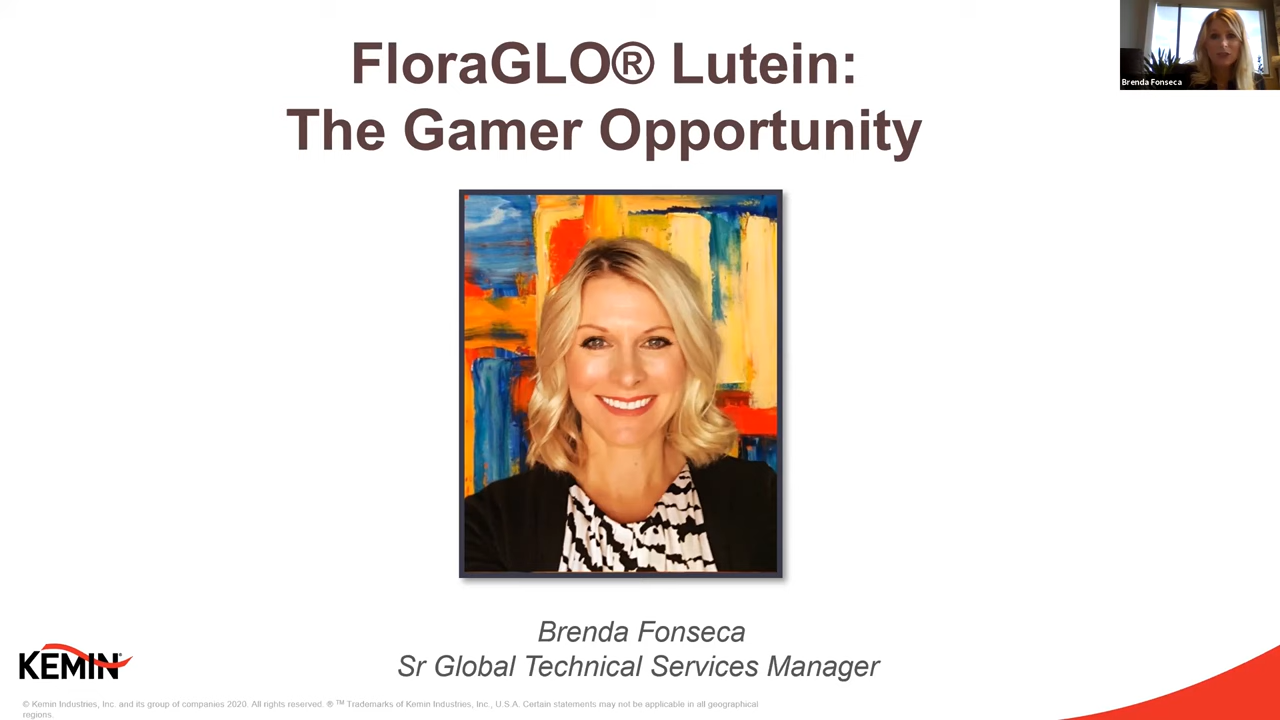 FloraGLO® Lutein:
The Gamer Opportunity
Brenda Fonseca
Brenda Fonseca
Sr Global Technical Services Manager
KEMIN®
© Kemin Industries, Inc. and its group of companies 2020. All rights reserved. ® ™ Trademarks of Kemin Industries, Inc., U.S.A. Certain statements may not be applicable in all geographical
regions.